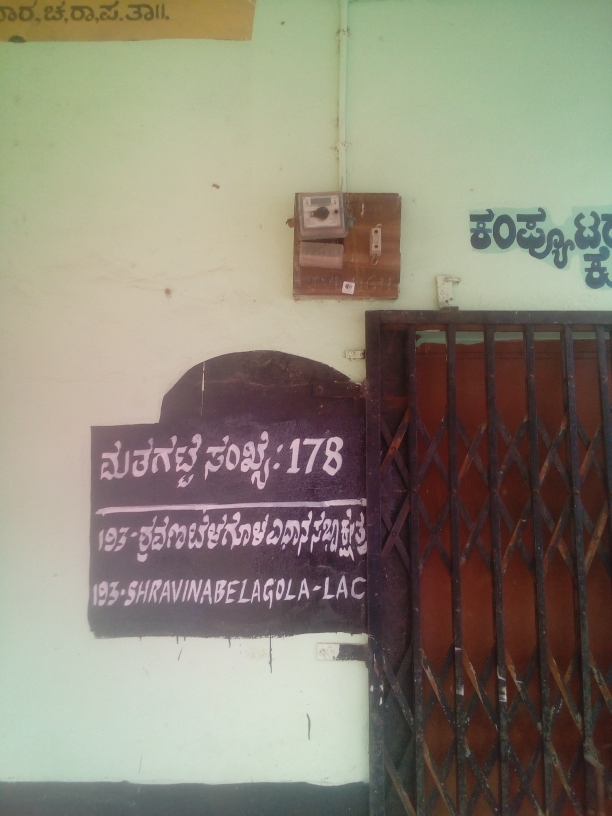 ಚ,ರಾ,ಪ.ತಾ॥.
ಕಂಪ್ಯೂಟರ
ಮತಗಟ್ಟೆ ಸಂಖ್ಯೆ: 178
193-ಶ್ರವಣಬೆಳಗೊಳ ವಿಧಾನ ಸಭಾ ಕ್ಷೇತ್ರ
193-SHRAVINABELAGOLA-LAC